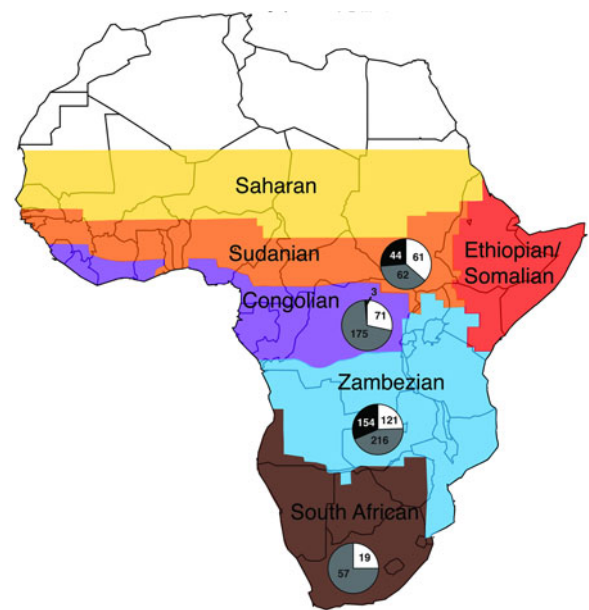 Saharan
Sudanian
44
61
62
Ethiopian/
Somalian
Congolian
3
71
175
Zambezian
154
121
216
South African
19
57